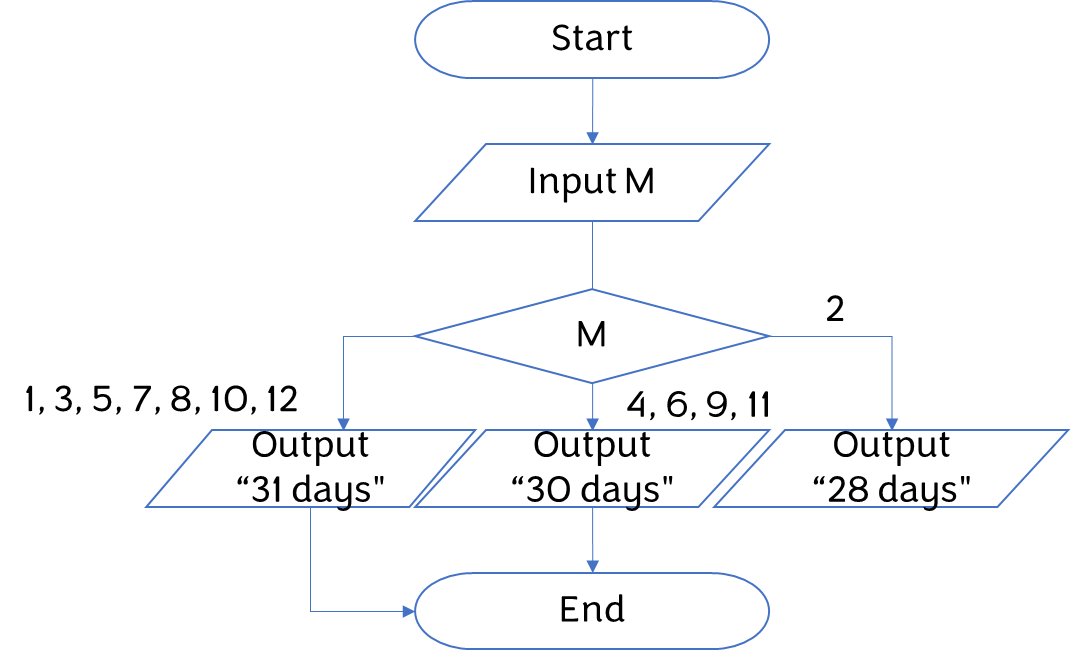 Start
Input M
M
2
1, 3, 5, 7, 8, 10, 12
4, 6, 9, 11
Output
“31 days"
Output
“30 days"
Output
“28 days"
End